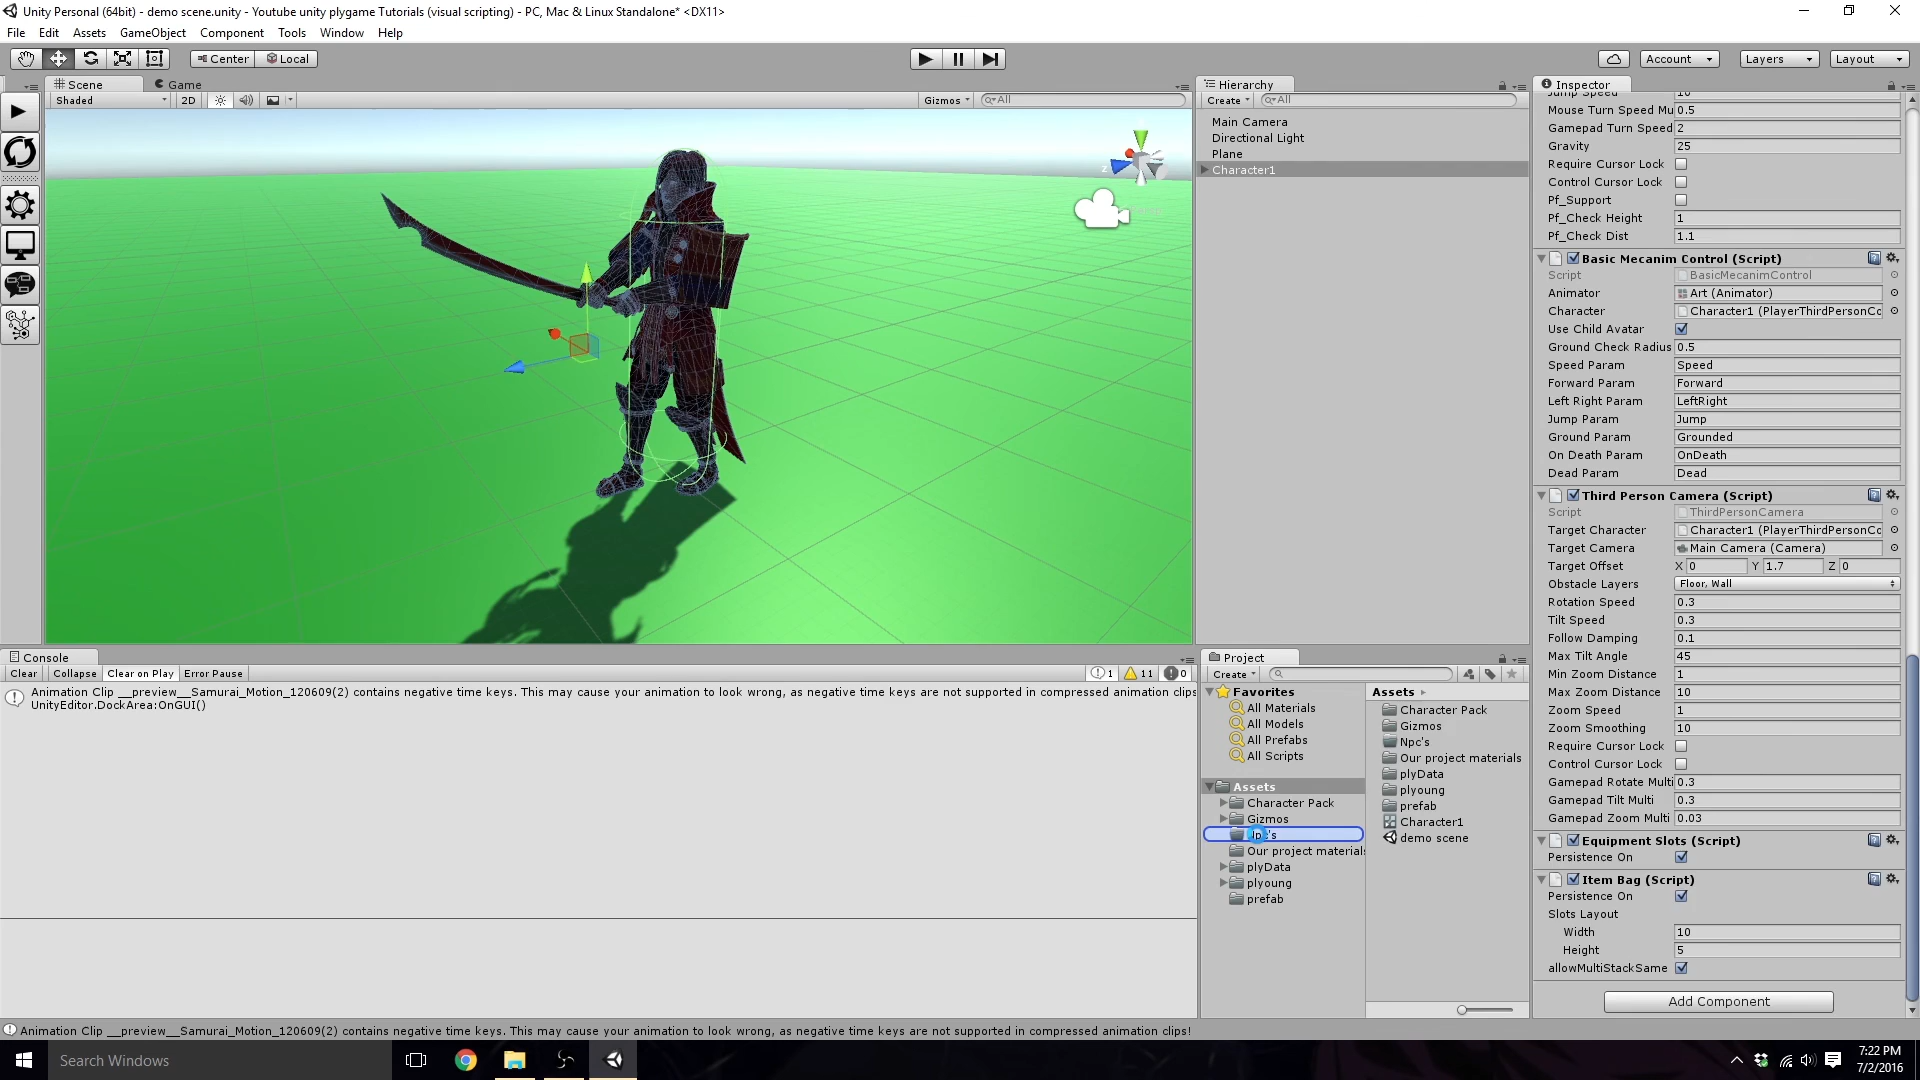 Unity Personal (64bit) - demo scene.unity - Youtube unity plygame Tutorials (visual scripting) - PC, Mac & Linux Standalone* <DX11>
File Edit Assets GameObject Component Tools Window Help
Center Local
Account Layers Layout
Scene Game
Shaded 2D Gizmos All
Hierarchy
Create All
Main Camera
Directional Light
Plane
Character1
Inspector
Mouse Turn Speed Mu 0.5
Gamepad Turn Speed 2
Gravity 25
Require Cursor Lock
Control Cursor Lock
Pf_Support
Pf_Check Height 1
Pf_Check Dist 1.1
Basic Mecanim Control (Script)
Script BasicMecanimControl
Animator Art (Animator)
Character Character1 (PlayerThirdPersonCo
Use Child Avatar
Ground Check Radius 0.5
Speed Param Speed
Forward Param Forward
Left Right Param LeftRight
Jump Param Jump
Ground Param Grounded
On Death Param OnDeath
Dead Param Dead
Third Person Camera (Script)
Script ThirdPersonCamera
Target Character Character1 (PlayerThirdPersonCo
Target Camera Main Camera (Camera)
Target Offset X 0 Y 1.7 Z 0
Obstacle Layers Floor, Wall
Rotation Speed 0.3
Tilt Speed 0.3
Follow Damping 0.1
Max Tilt Angle 45
Min Zoom Distance 1
Max Zoom Distance 10
Zoom Speed 1
Zoom Smoothing 10
Require Cursor Lock
Control Cursor Lock
Gamepad Rotate Multi 0.3
Gamepad Tilt Multi 0.3
Gamepad Zoom Multi 0.03
Equipment Slots (Script)
Persistence On
Item Bag (Script)
Persistence On
Slots Layout
Width 10
Height 5
allowMultiStackSame
Add Component
Console
Clear Collapse Clear on Play Error Pause 1 11 0
Animation Clip __preview__Samurai_Motion_120609(2) contains negative time keys. This may cause your animation to look wrong, as negative time keys are not supported in compressed animation clips
UnityEditor.DockArea:OnGUI()
Project
Create
Favorites
All Materials
All Models
All Prefabs
All Scripts
Assets
Character Pack
Gizmos
Our project materials
plyData
plyoung
prefab
Assets
Character Pack
Gizmos
Npc's
Our project materials
plyData
plyoung
prefab
Character1
demo scene
Animation Clip __preview__Samurai_Motion_120609(2) contains negative time keys. This may cause your animation to look wrong, as negative time keys are not supported in compressed animation clips!
Search Windows
7:22 PM
7/2/2016